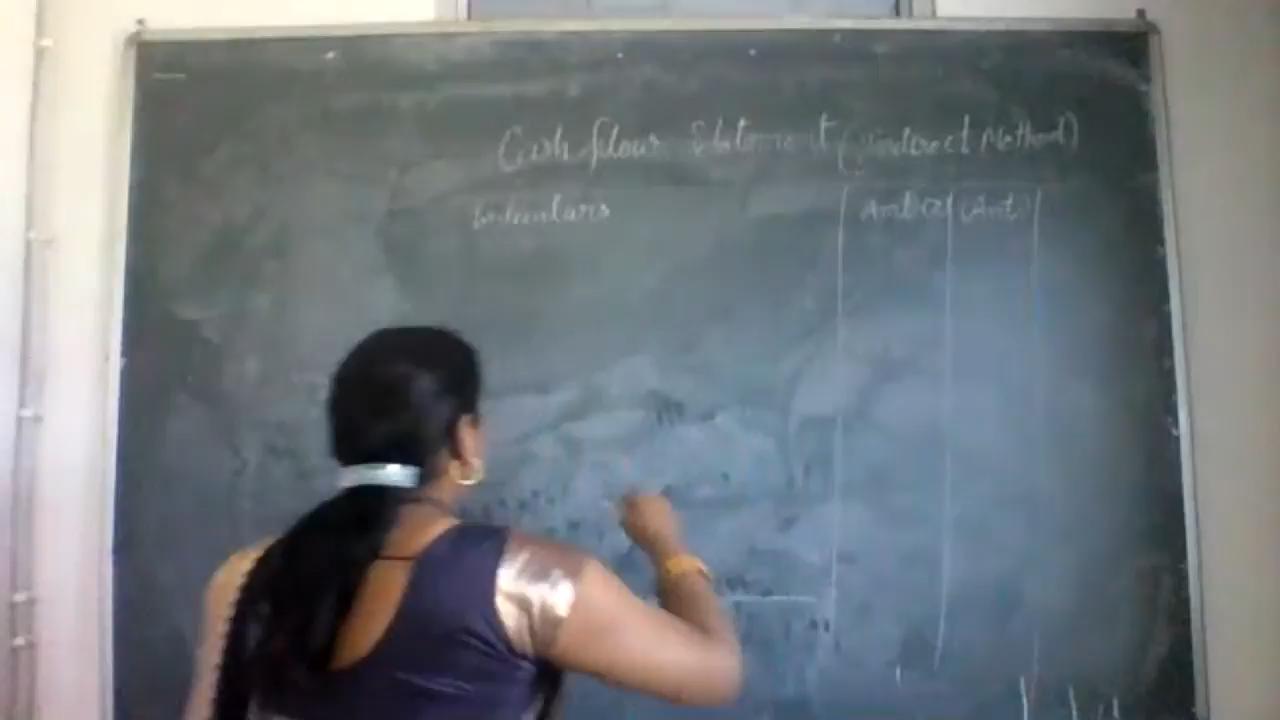 Cash flow Statement (Indirect Method)
Particulars Amt(₹) Amt